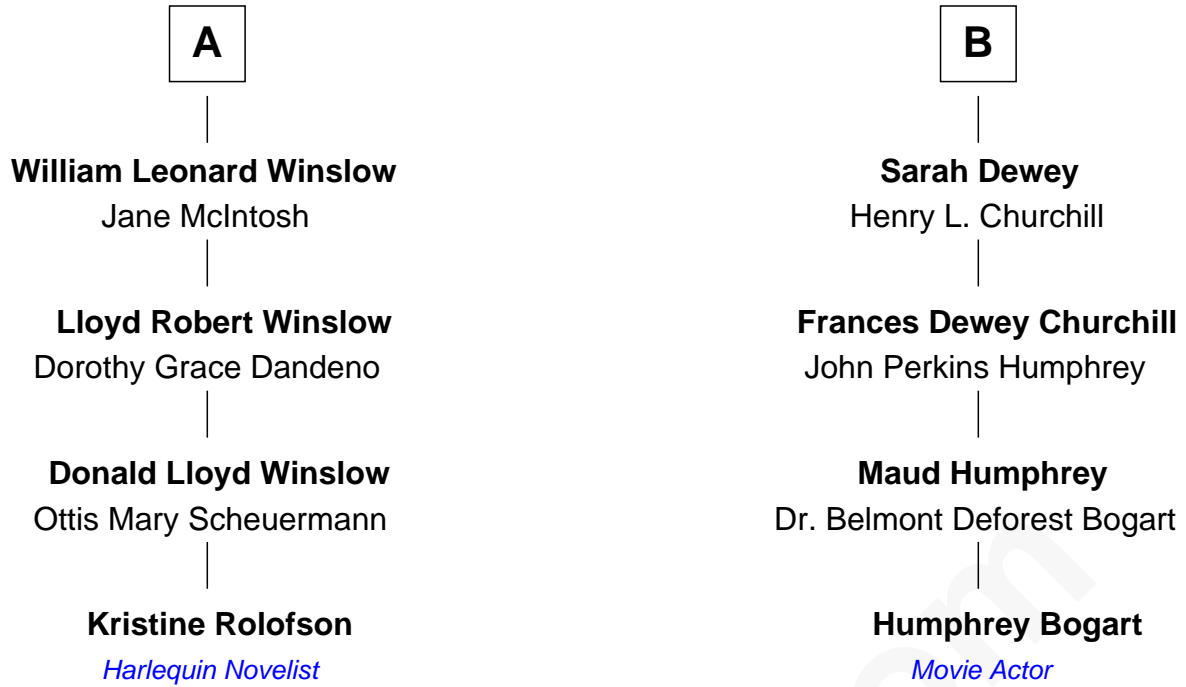 A
William Leonard Winslow
Jane McIntosh
Lloyd Robert Winslow
Dorothy Grace Dandeno
Donald Lloyd Winslow
Ottis Mary Scheuermann
Kristine Rolofson
Harlequin Novelist
B
Sarah Dewey
Henry L. Churchill
Frances Dewey Churchill
John Perkins Humphrey
Maud Humphrey
Dr. Belmont Deforest Bogart
Humphrey Bogart
Movie Actor
om